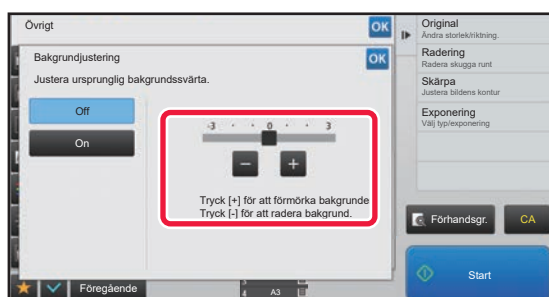 Övrigt
OK
Bakgrundjustering
OK
Justera ursprunglig bakgrundssvärta.
Off
On
-3 0 3
- +
Tryck [+] för att förmörka bakgrunde
Tryck [-] för att radera bakgrund.
Föregående
A3
Original
Ändra storlek/riktning.
Radering
Radera skugga runt
Skärpa
Justera bildens kontur
Exponering
Välj typ/exponering
Förhandsgr.
CA
Start